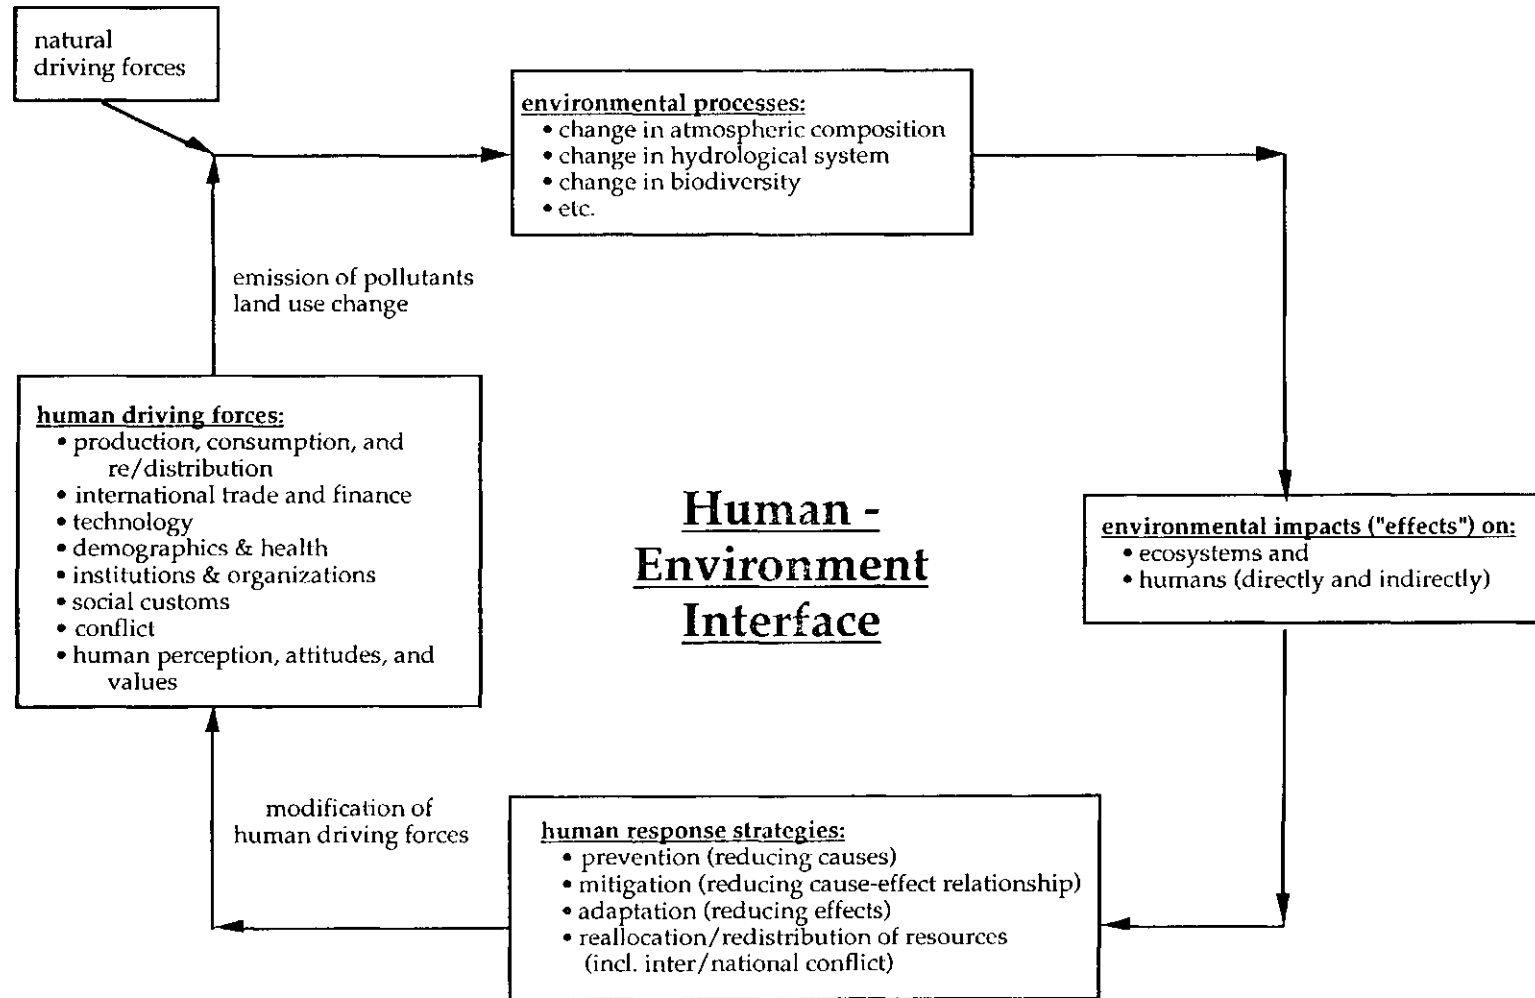 natural
driving forces
environmental processes:
• change in atmospheric composition
• change in hydrological system
• change in biodiversity
• etc.
emission of pollutants
land use change
human driving forces:
• production, consumption, and
re/distribution
• international trade and finance
• technology
• demographics & health
• institutions & organizations
• social customs
• conflict
• human perception, attitudes, and
values
Human -
Environment
Interface
environmental impacts ("effects") on:
• ecosystems and
• humans (directly and indirectly)
modification of
human driving forces
human response strategies:
• prevention (reducing causes)
• mitigation (reducing cause-effect relationship)
• adaptation (reducing effects)
• reallocation/redistribution of resources
(incl. inter/national conflict)